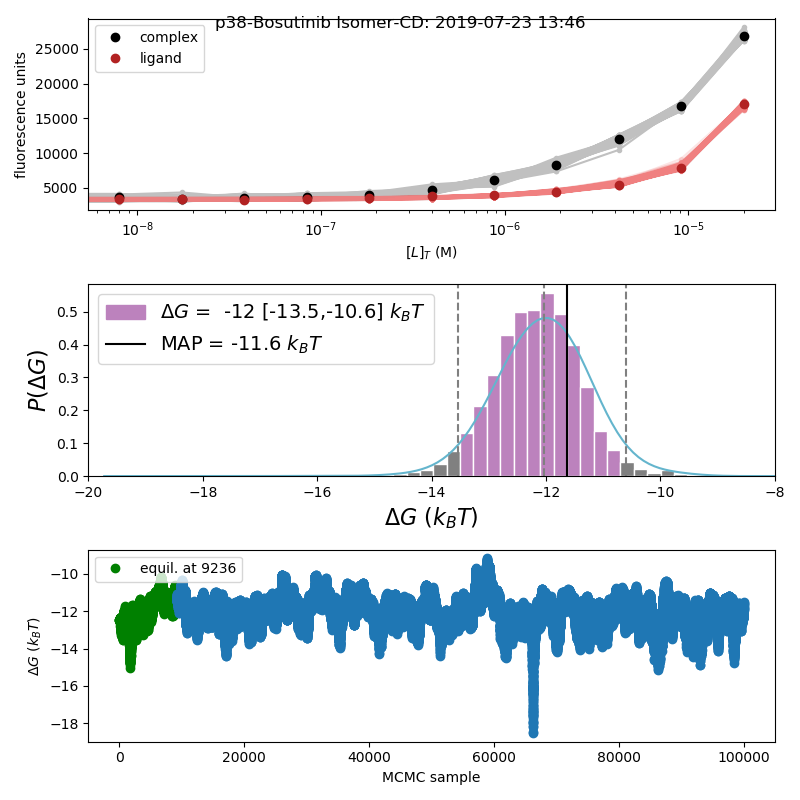 p38-Bosutinib Isomer-CD: 2019-07-23 13:46
complex
ligand
fluorescence units
25000
20000
15000
10000
5000
10⁻⁸ 10⁻⁷ 10⁻⁶ 10⁻⁵
[L]_T (M)
ΔG = -12 [-13.5,-10.6] k_BT
MAP = -11.6 k_BT
P(ΔG)
0.5
0.4
0.3
0.2
0.1
0.0
−20 −18 −16 −14 −12 −10 −8
ΔG (k_BT)
equil. at 9236
ΔG (k_BT)
−10
−12
−14
−16
−18
0 20000 40000 60000 80000 100000
MCMC sample